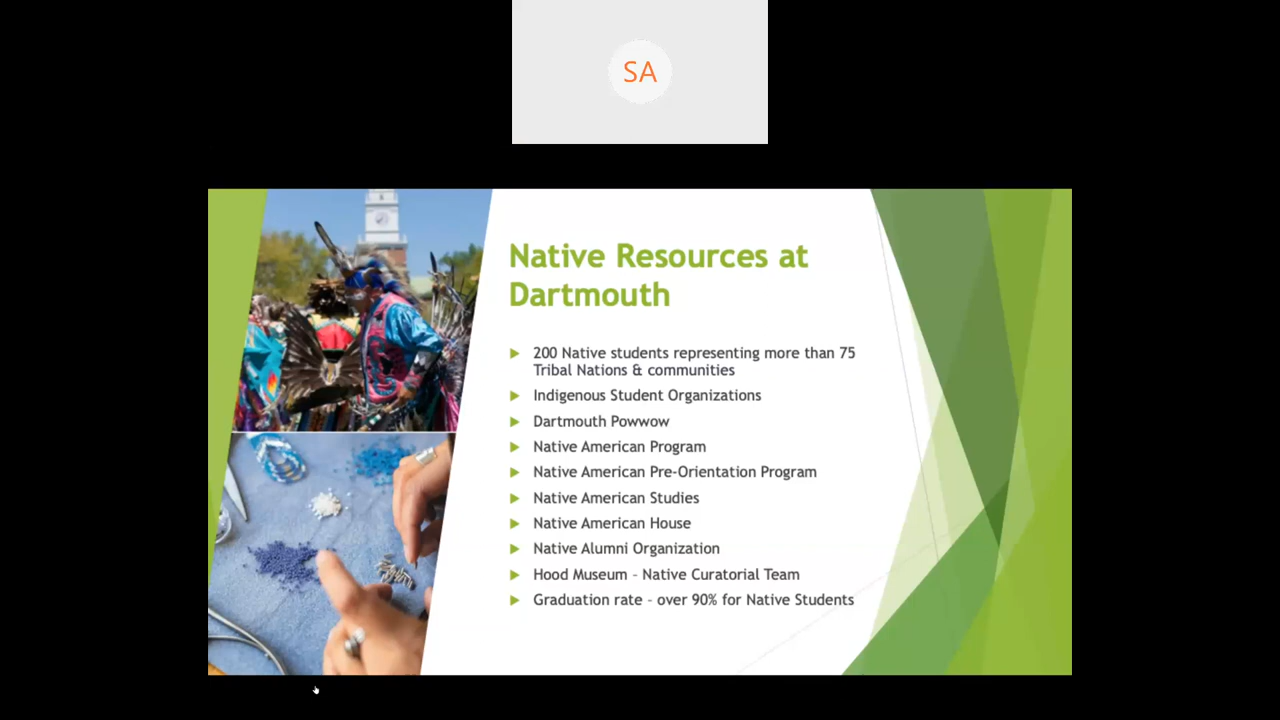 SA
Native Resources at
Dartmouth
200 Native students representing more than 75
Tribal Nations & communities
Indigenous Student Organizations
Dartmouth Powwow
Native American Program
Native American Pre-Orientation Program
Native American Studies
Native American House
Native Alumni Organization
Hood Museum – Native Curatorial Team
Graduation rate – over 90% for Native Students